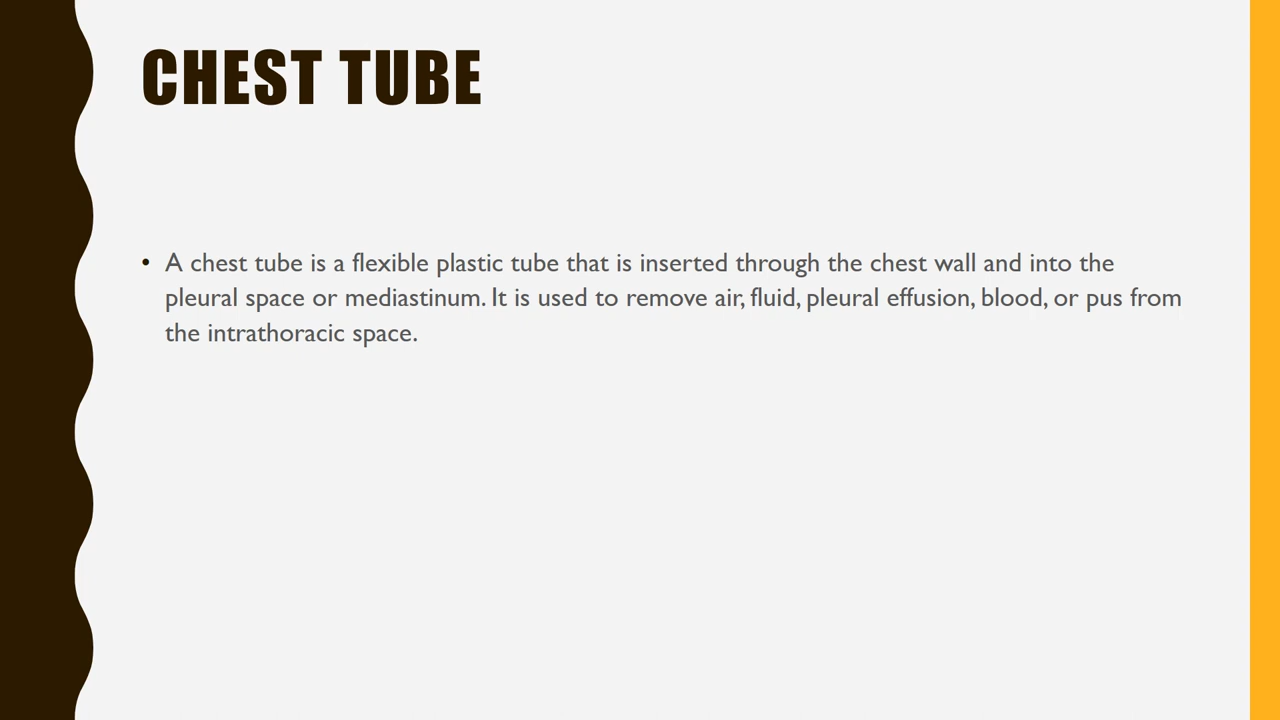 CHEST TUBE
• A chest tube is a flexible plastic tube that is inserted through the chest wall and into the
pleural space or mediastinum. It is used to remove air, fluid, pleural effusion, blood, or pus from
the intrathoracic space.